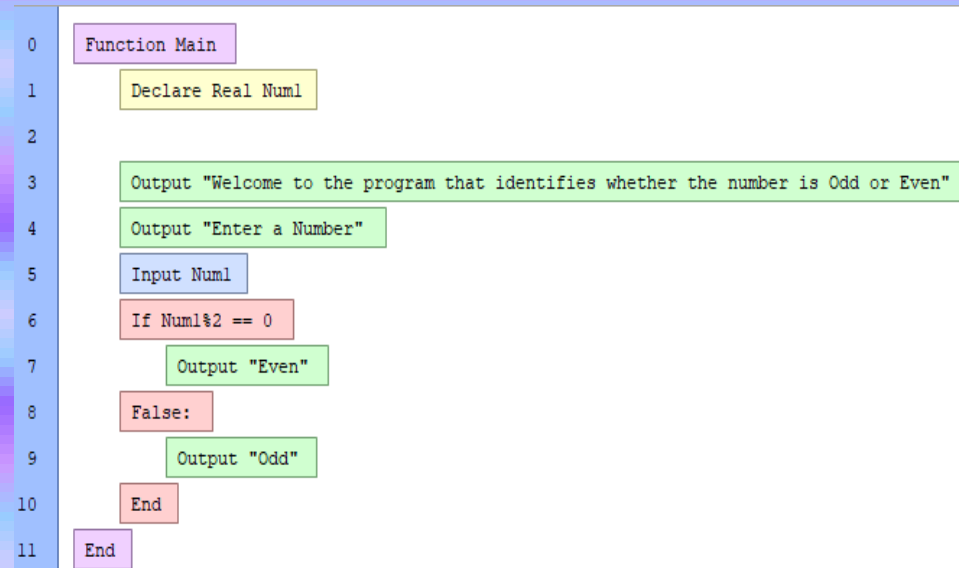 0 Function Main
1 Declare Real Num1
2
3 Output "Welcome to the program that identifies whether the number is Odd or Even"
4 Output "Enter a Number"
5 Input Num1
6 If Num1%2 == 0
7 Output "Even"
8 False:
9 Output "Odd"
10 End
11 End